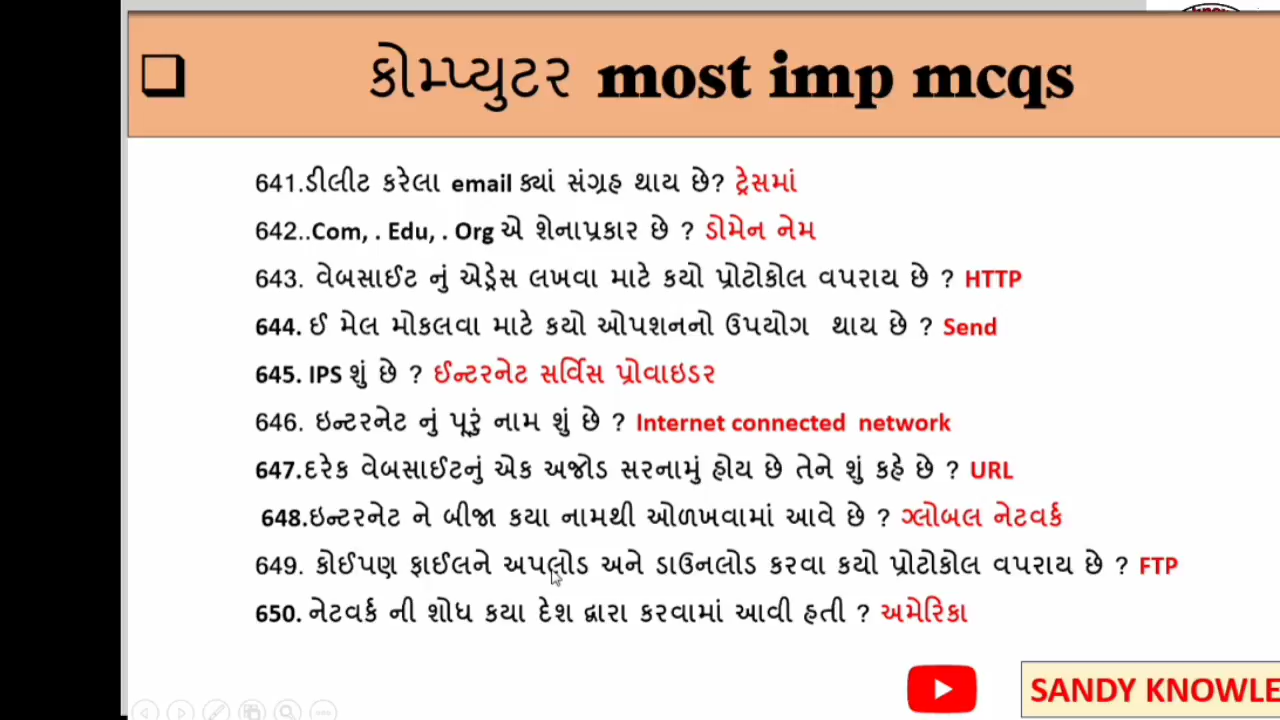 ❑ કોમ્પ્યુટર most imp mcqs
641.ડીલીટ કરેલા email ક્યાં સંગ્રહ થાય છે? ટ્રેસમાં
642..Com, . Edu, . Org એ શેનાપ્રકાર છે ? ડોમેન નેમ
643. વેબસાઈટ નું એડ્રેસ લખવા માટે કયો પ્રોટોકોલ વપરાય છે ? HTTP
644. ઈ મેલ મોકલવા માટે કયો ઓપશનનો ઉપયોગ થાય છે ? Send
645. IPS શું છે ? ઈન્ટરનેટ સર્વિસ પ્રોવાઇડર
646. ઇન્ટરનેટ નું પૂરું નામ શું છે ? Internet connected network
647.દરેક વેબસાઈટનું એક અજોડ સરનામું હોય છે તેને શું કહે છે ? URL
648.ઇન્ટરનેટ ને બીજા કયા નામથી ઓળખવામાં આવે છે ? ગ્લોબલ નેટવર્ક
649. કોઈપણ ફાઈલને અપલોડ અને ડાઉનલોડ કરવા કયો પ્રોટોકોલ વપરાય છે ? FTP
650. નેટવર્ક ની શોધ કયા દેશ દ્વારા કરવામાં આવી હતી ? અમેરિકા
SANDY KNOWLE